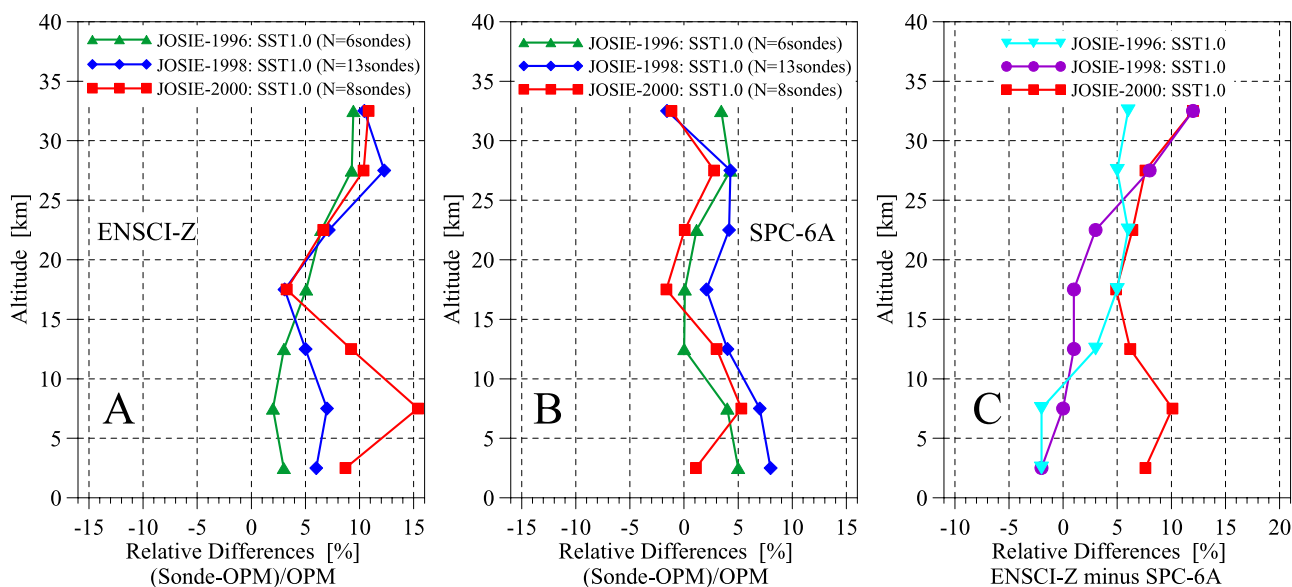 40
35
30
25
20
15
10
5
0
Altitude [km]
JOSIE-1996: SST1.0 (N=6sondes)
JOSIE-1998: SST1.0 (N=13sondes)
JOSIE-2000: SST1.0 (N=8sondes)
ENSCI-Z
A
-15 -10 -5 0 5 10 15
Relative Differences [%]
(Sonde-OPM)/OPM
40
35
30
25
20
15
10
5
0
Altitude [km]
JOSIE-1996: SST1.0 (N=6sondes)
JOSIE-1998: SST1.0 (N=13sondes)
JOSIE-2000: SST1.0 (N=8sondes)
SPC-6A
B
-15 -10 -5 0 5 10 15
Relative Differences [%]
(Sonde-OPM)/OPM
40
35
30
25
20
15
10
5
0
Altitude [km]
JOSIE-1996: SST1.0
JOSIE-1998: SST1.0
JOSIE-2000: SST1.0
C
-10 -5 0 5 10 15 20
Relative Differences [%]
ENSCI-Z minus SPC-6A